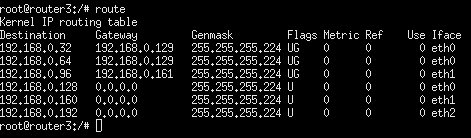 root@router3:/# route
Kernel IP routing table
Destination     Gateway         Genmask         Flags Metric Ref    Use Iface
192.168.0.32    192.168.0.129   255.255.255.224 UG    0      0        0 eth0
192.168.0.64    192.168.0.129   255.255.255.224 UG    0      0        0 eth0
192.168.0.96    192.168.0.161   255.255.255.224 UG    0      0        0 eth1
192.168.0.128   0.0.0.0         255.255.255.224 U     0      0        0 eth0
192.168.0.160   0.0.0.0         255.255.255.224 U     0      0        0 eth1
192.168.0.192   0.0.0.0         255.255.255.224 U     0      0        0 eth2
root@router3:/#